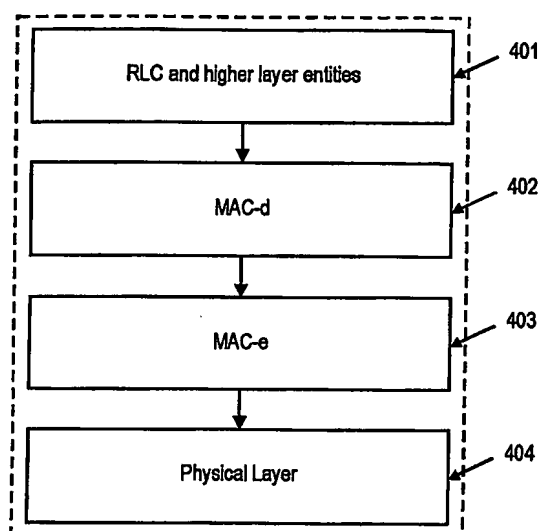 RLC and higher layer entities
401
MAC-d
402
MAC-e
403
Physical Layer
404